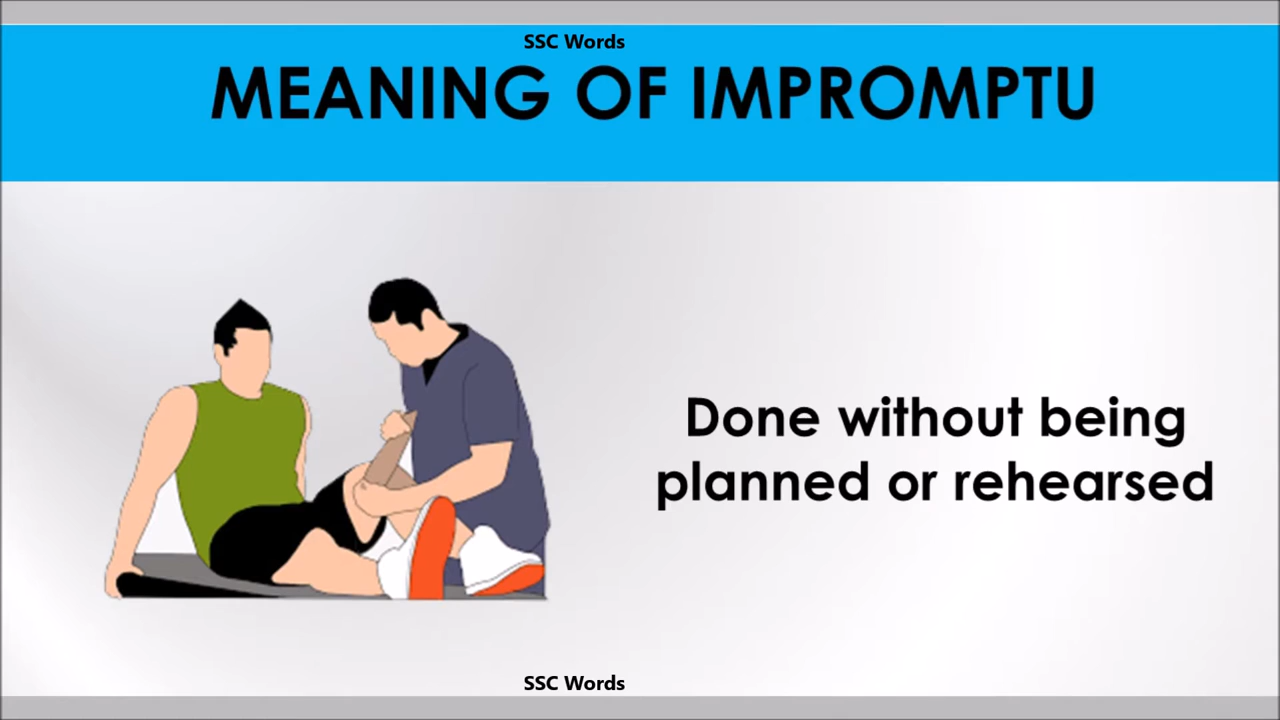 SSC Words
MEANING OF IMPROMPTU
Done without being
planned or rehearsed
SSC Words